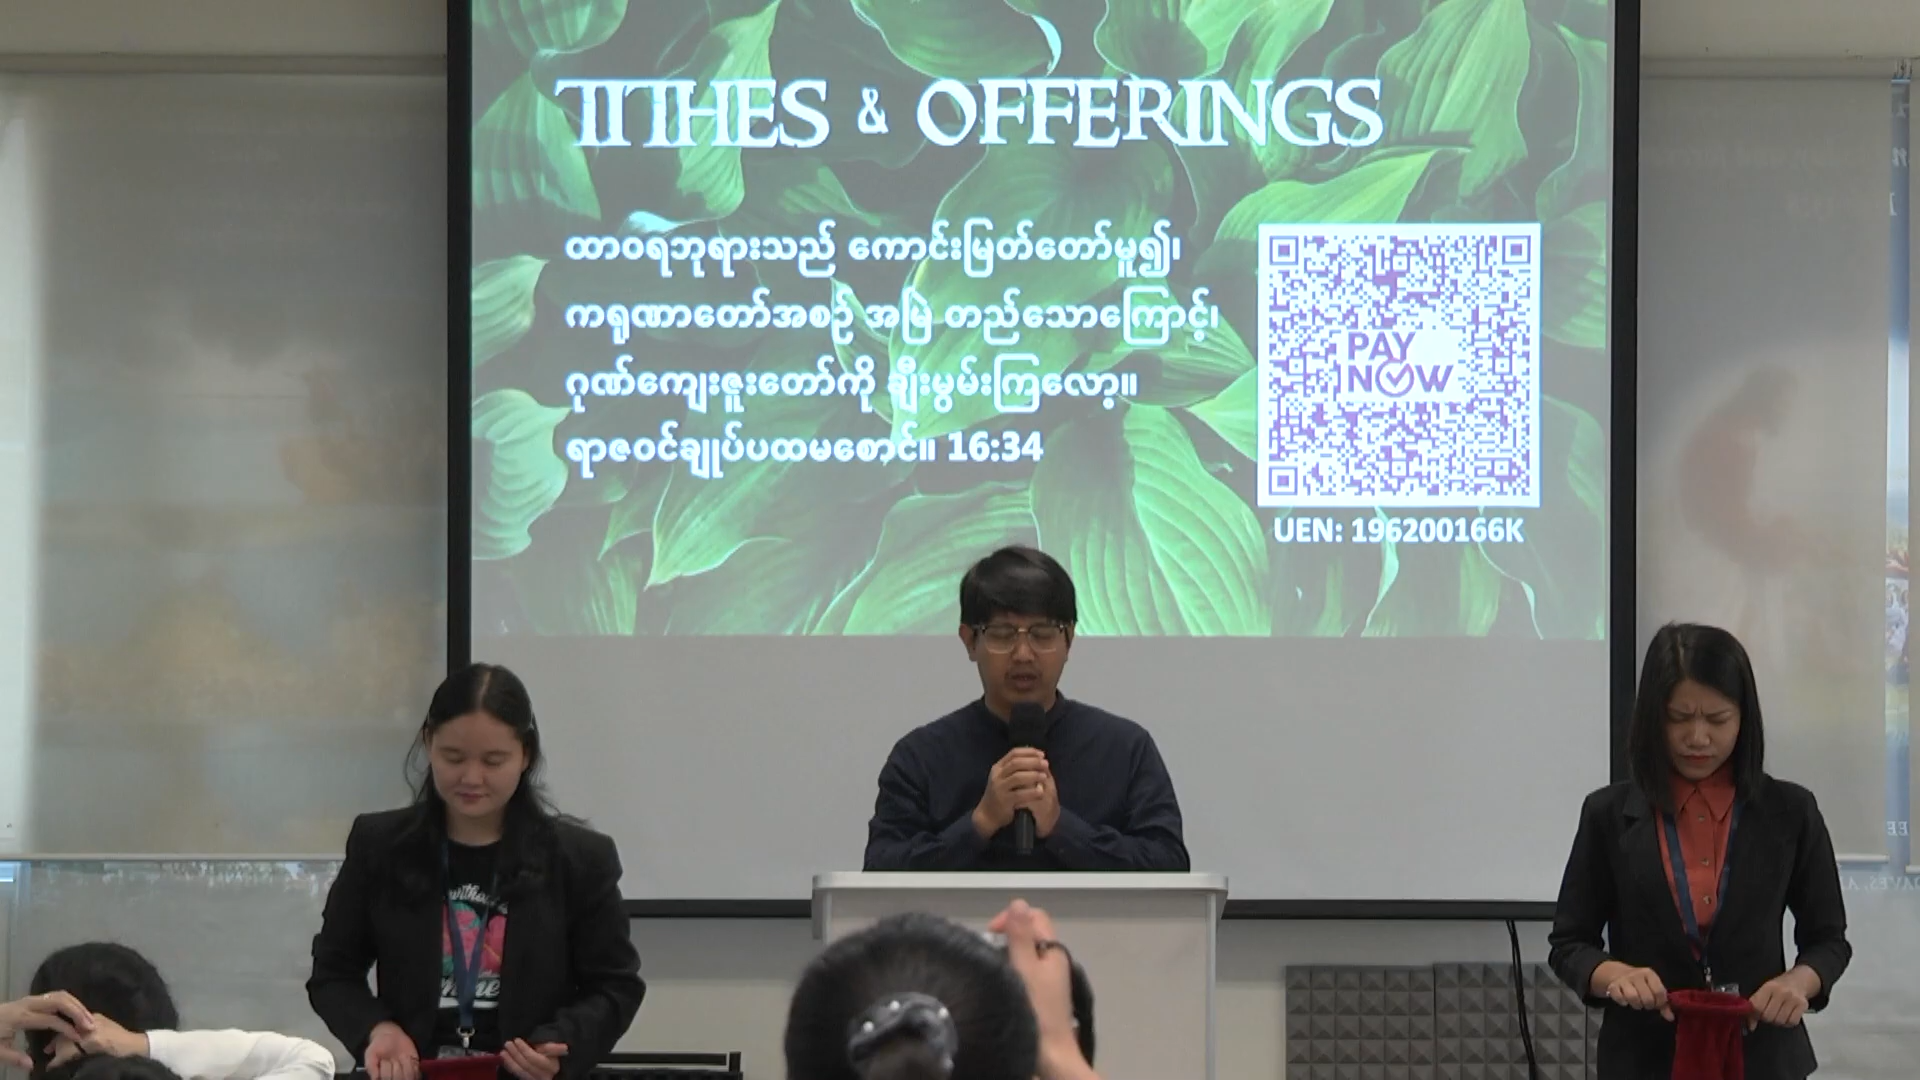 TITHES & OFFERINGS
ထာဝရဘုရားသည် ကောင်းမြတ်တော်မူ၍၊
ကရုဏာတော်အစဉ် အမြဲ တည်သောကြောင့်၊
ဂုဏ်ကျေးဇူးတော်ကို ချီးမွမ်းကြလော့။
ရာဇဝင်ချုပ်ပထမစောင်။ 16:34
PAY
NOW
UEN: 196200166K